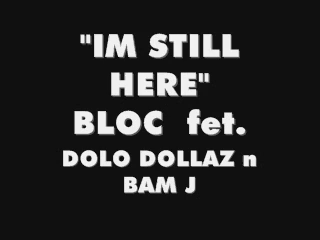 "IM STILL
HERE"
BLOC fet.
DOLO DOLLAZ n
BAM J